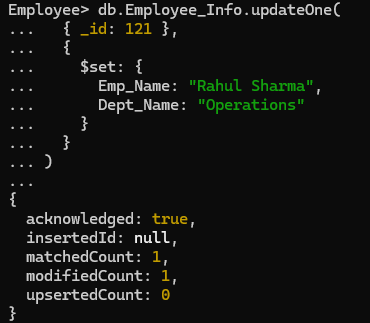 Employee> db.Employee_Info.updateOne(
...   { _id: 121 },
...   {
...     $set: {
...       Emp_Name: "Rahul Sharma",
...       Dept_Name: "Operations"
...     }
...   }
... )
...
{
  acknowledged: true,
  insertedId: null,
  matchedCount: 1,
  modifiedCount: 1,
  upsertedCount: 0
}